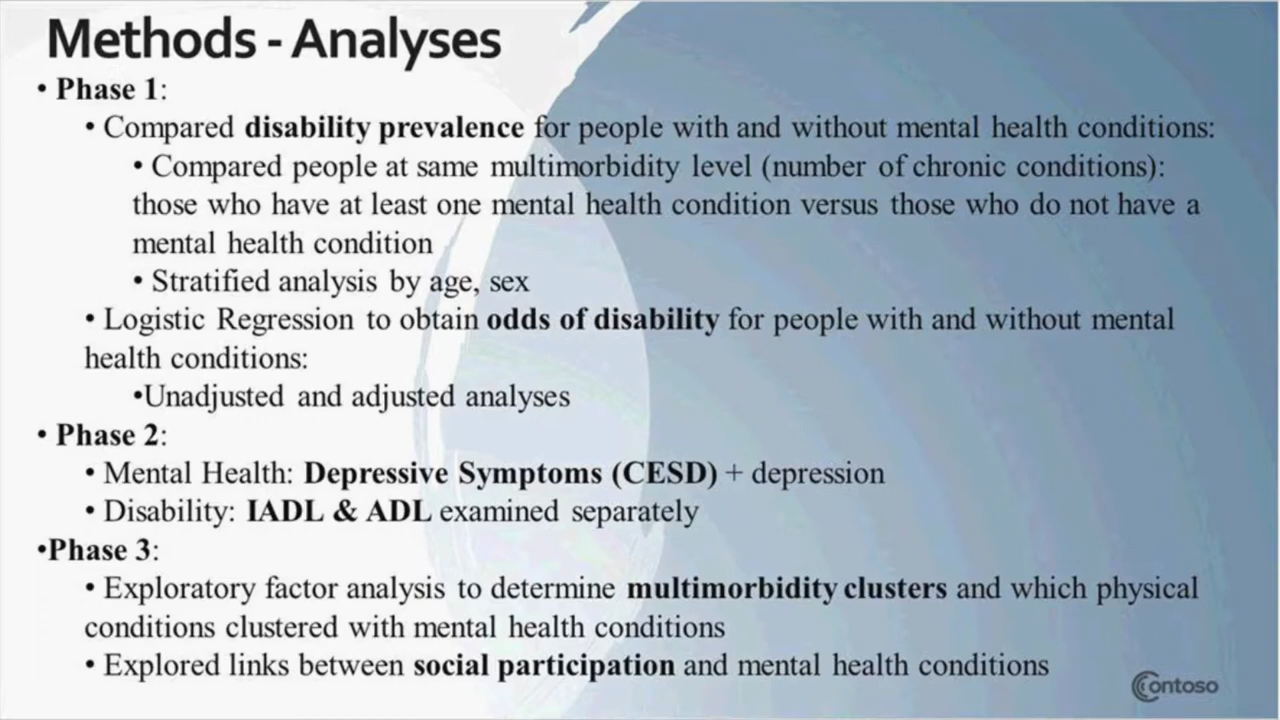 Methods - Analyses
• Phase 1:
• Compared disability prevalence for people with and without mental health conditions:
• Compared people at same multimorbidity level (number of chronic conditions):
those who have at least one mental health condition versus those who do not have a
mental health condition
• Stratified analysis by age, sex
• Logistic Regression to obtain odds of disability for people with and without mental
health conditions:
•Unadjusted and adjusted analyses
• Phase 2:
• Mental Health: Depressive Symptoms (CESD) + depression
• Disability: IADL & ADL examined separately
•Phase 3:
• Exploratory factor analysis to determine multimorbidity clusters and which physical
conditions clustered with mental health conditions
• Explored links between social participation and mental health conditions
Contoso